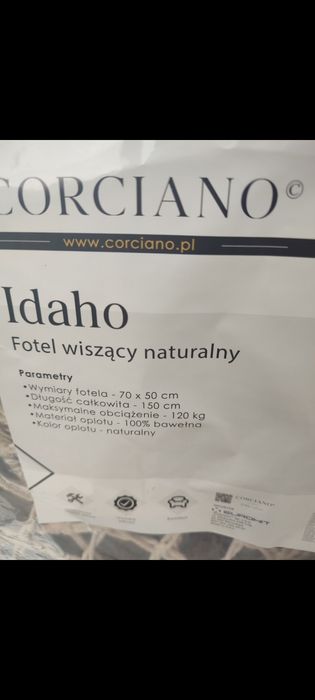 CORCIANO©
www.corciano.pl
Idaho
Fotel wiszący naturalny
Parametry
•Wymiary fotela - 70 x 50 cm
•Długość całkowita - 150 cm
•Maksymalne obciążenie - 120 kg
•Materiał oplotu - 100% bawełna
•Kolor oplotu - naturalny
CORCIANO